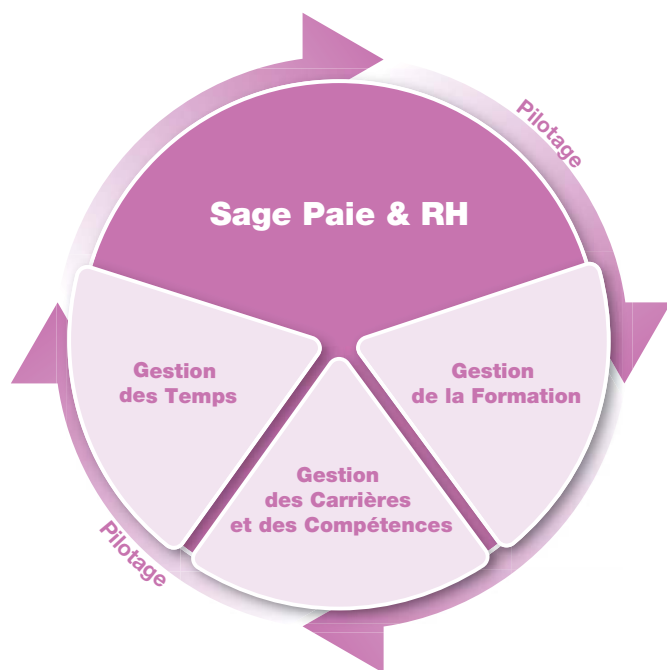 Pilotage
Sage Paie & RH
Gestion
des Temps
Gestion
de la Formation
Gestion
des Carrières
et des Compétences
Pilotage